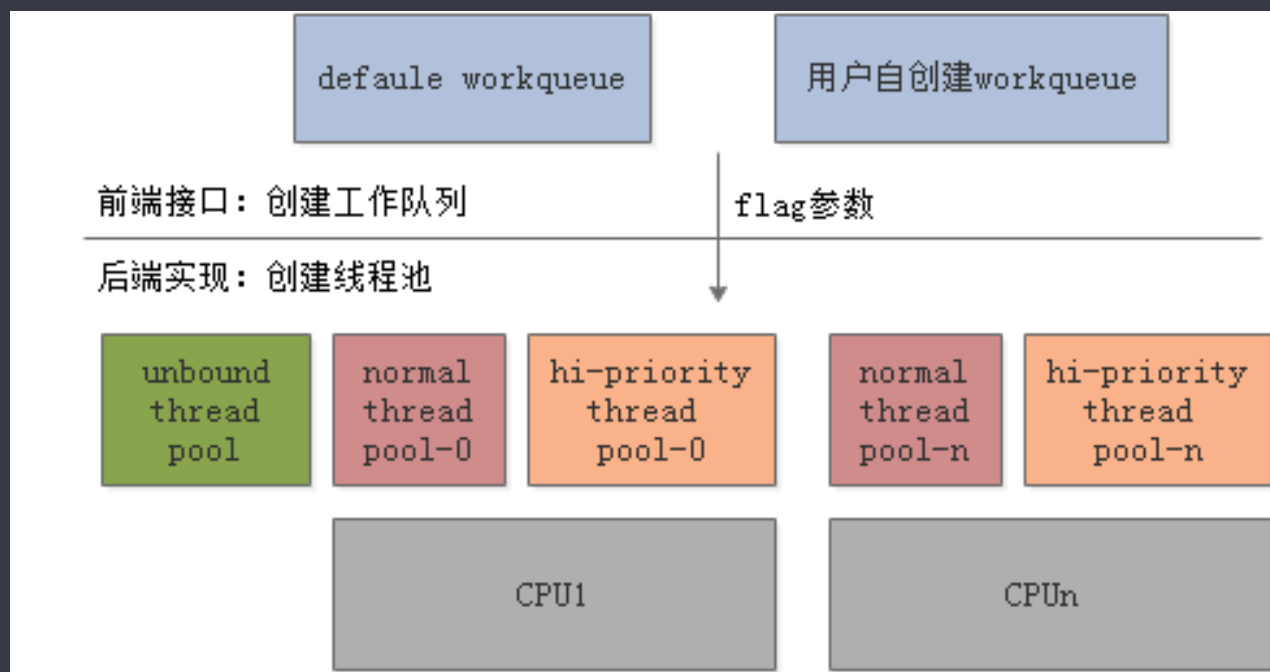 defaule workqueue
用户自创建workqueue
前端接口：创建工作队列
flag参数
后端实现：创建线程池
unbound
thread
pool
normal
thread
pool-0
hi-priority
thread
pool-0
normal
thread
pool-n
hi-priority
thread
pool-n
CPU1
CPUn